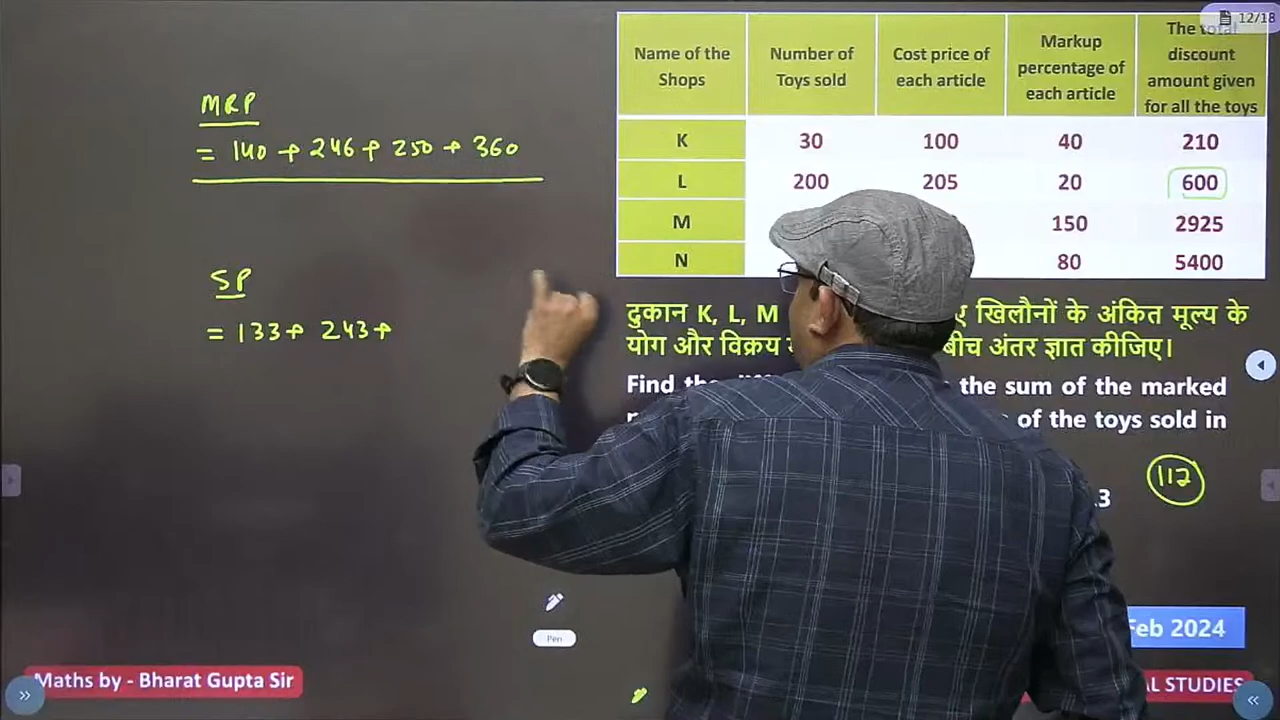 12/18
MRP
= 140 + 246 + 250 + 360
SP
= 133 + 243 +
Name of the Shops
Number of Toys sold
Cost price of each article
Markup percentage of each article
The total discount amount given for all the toys
K 30 100 40 210
L 200 205 20 600
M 150 2925
N 80 5400
दुकान K, L, M खिलौनों के अंकित मूल्य के
योग और विक्रय बीच अंतर ज्ञात कीजिए।
Find the sum of the marked
of the toys sold in
112
.3
Feb 2024
Pen
Maths by - Bharat Gupta Sir
STUDIES